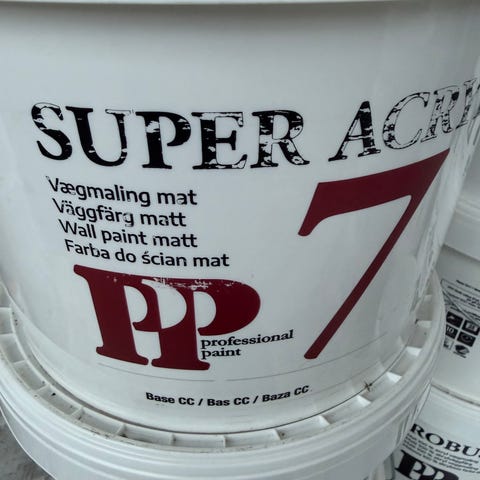 SUPER ACRY
Vægmaling mat
Väggfärg matt
Wall paint matt
Farba do ścian mat
7
PP professional
paint
Base CC / Bas CC / Baza CC
ROBU
PP